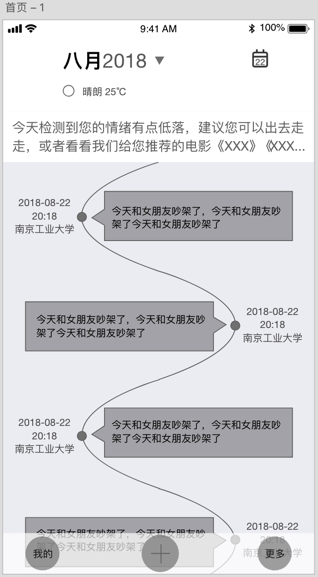 首页 – 1
9:41 AM
100%
八月2018
22
晴朗 25℃
今天检测到您的情绪有点低落，建议您可以出去走
走，或者看看我们给您推荐的电影《XXX》《XXX...
2018-08-22
20:18
南京工业大学
今天和女朋友吵架了，今天和女朋友吵
架了今天和女朋友吵架了
今天和女朋友吵架了，今天和女朋友吵
架了今天和女朋友吵架了
2018-08-22
20:18
南京工业大学
2018-08-22
20:18
南京工业大学
今天和女朋友吵架了，今天和女朋友吵
架了今天和女朋友吵架了
今天和女朋友吵架了，今天和女朋友吵
架了今天和女朋友吵架了
2018-08-22
20:18
南京工业大学
我的
更多